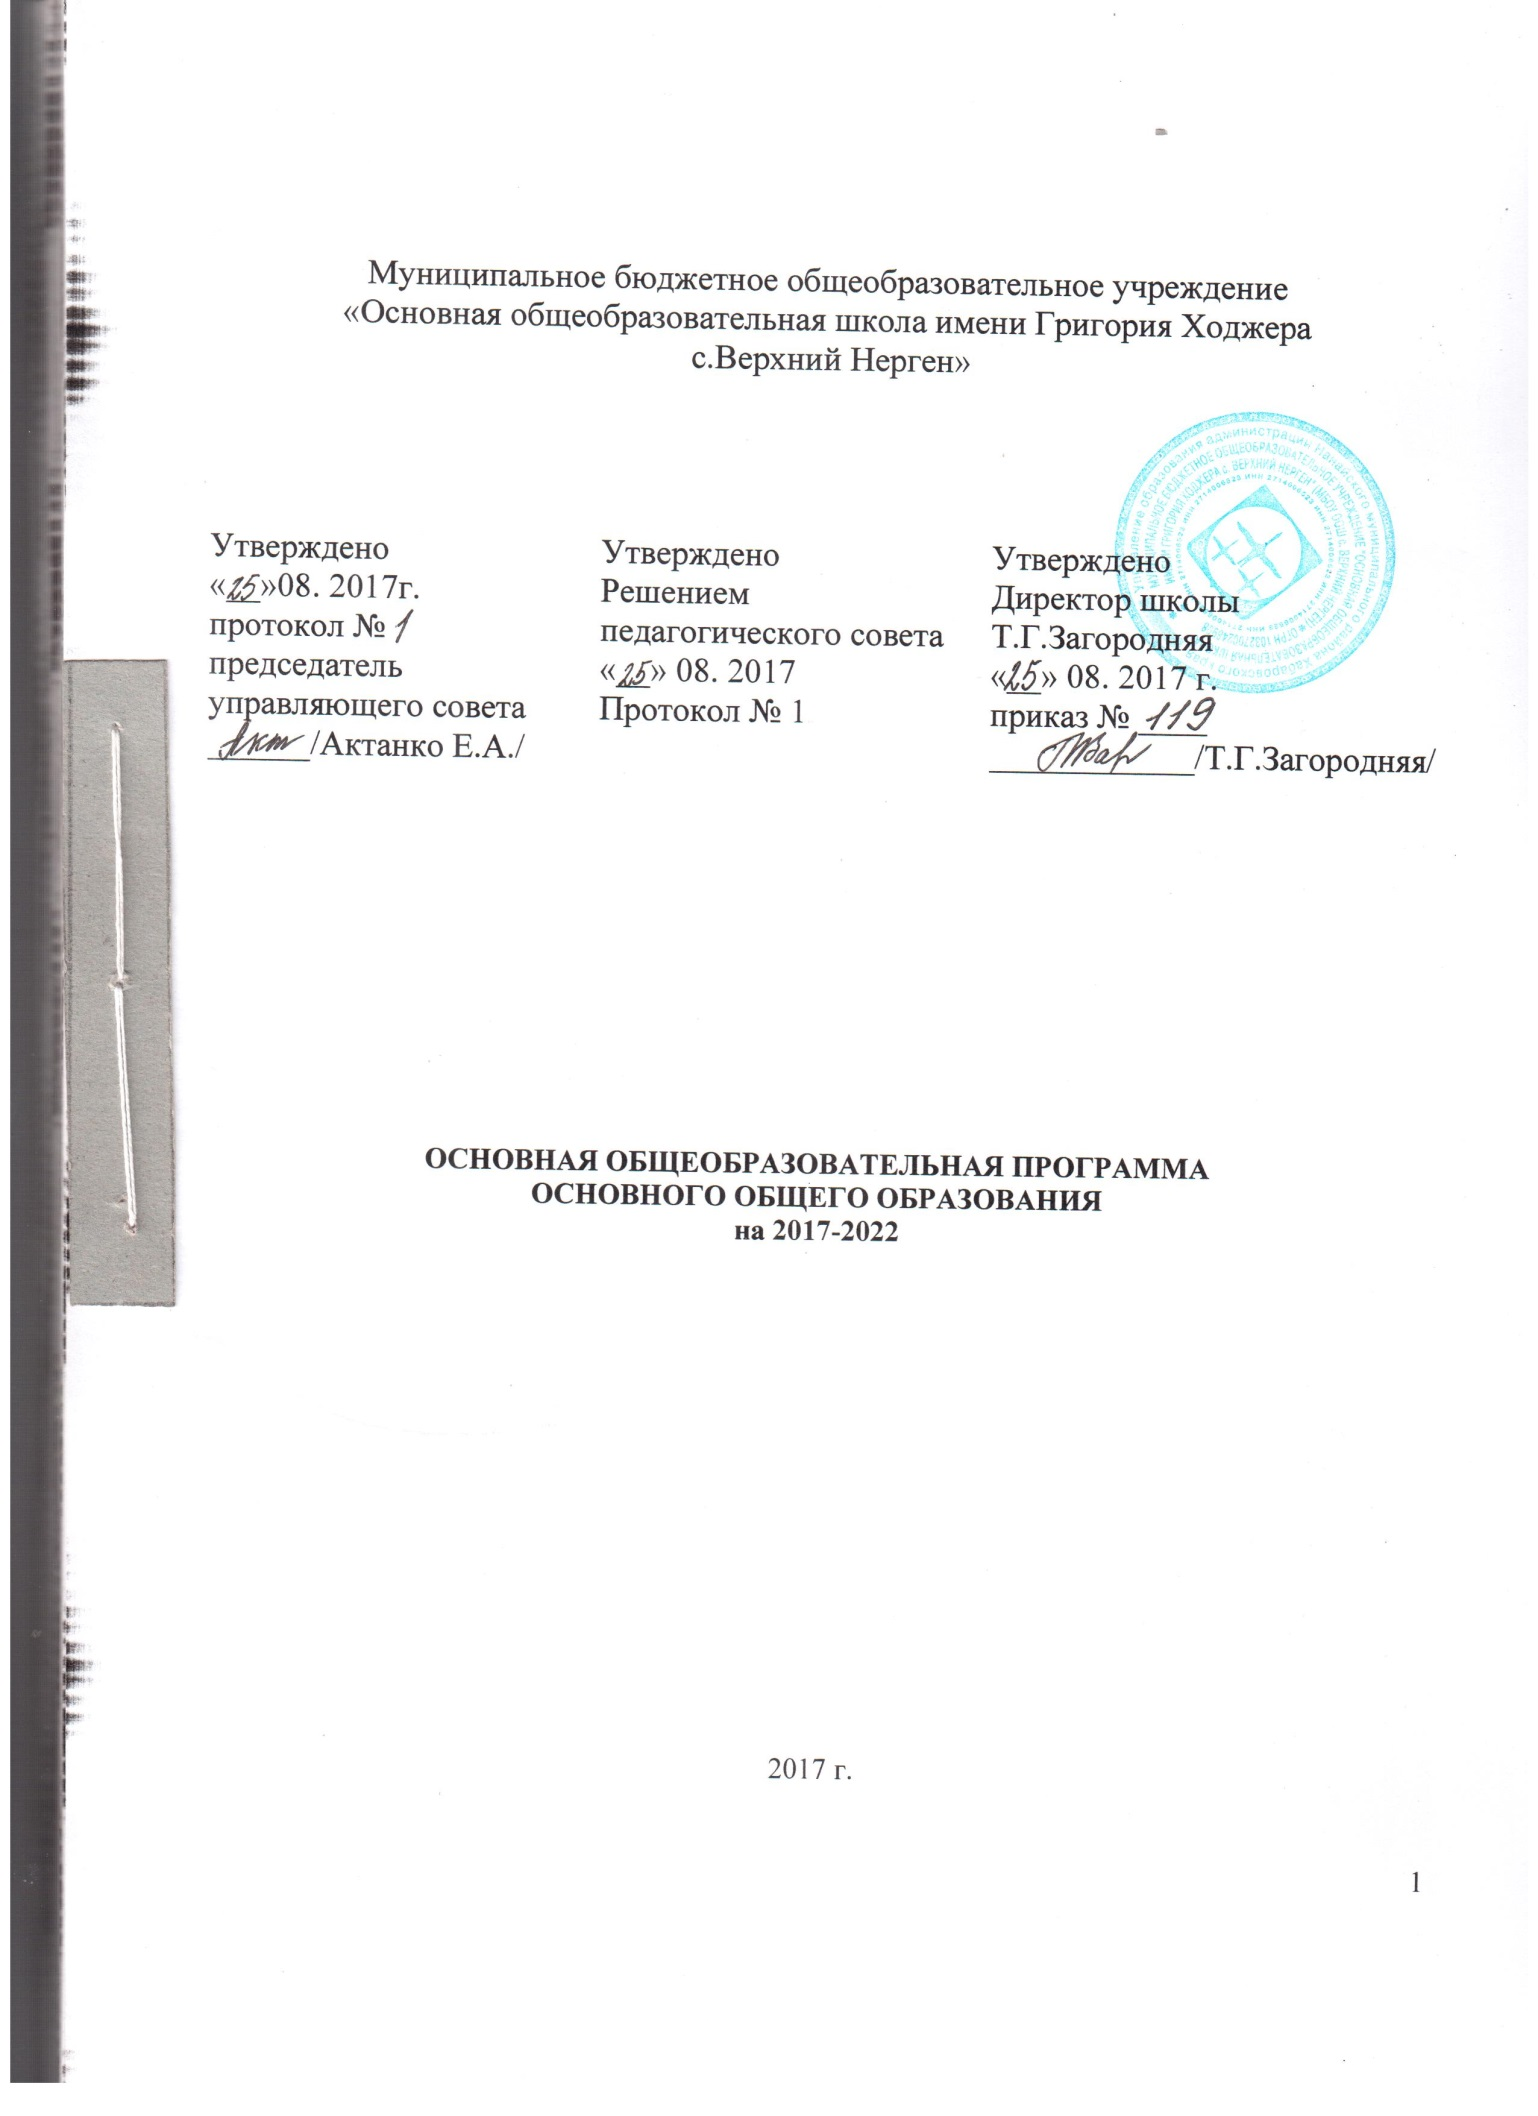 Муниципальное бюджетное общеобразовательное учреждение
«Основная общеобразовательная школа имени Григория Ходжера
с.Верхний Нерген»
Утверждено
«25»08. 2017г.
протокол № 1
председатель
управляющего совета
/Актанко Е.А./
Утверждено
Решением
педагогического совета
«25» 08. 2017
Протокол № 1
Утверждено
Директор школы
Т.Г.Загородняя
«25» 08. 2017 г.
приказ № 119
/Т.Г.Загородняя/
ОСНОВНАЯ ОБЩЕОБРАЗОВАТЕЛЬНАЯ ПРОГРАММА
ОСНОВНОГО ОБЩЕГО ОБРАЗОВАНИЯ
на 2017-2022
2017 г.
1